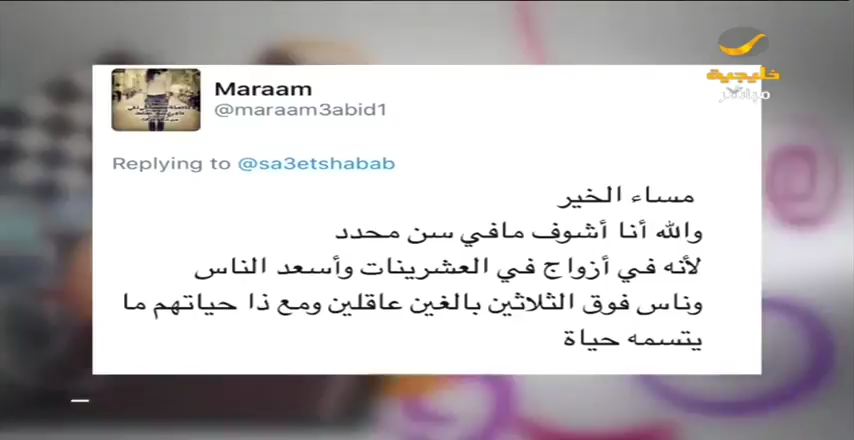 خليجية
مباشر
Maraam
@maraam3abid1
Replying to @sa3etshabab
مساء الخير
والله أنا أشوف مافي سن محدد
لأنه في أزواج في العشرينات وأسعد الناس
وناس فوق الثلاثين بالغين عاقلين ومع ذا حياتهم ما
يتسمه حياة